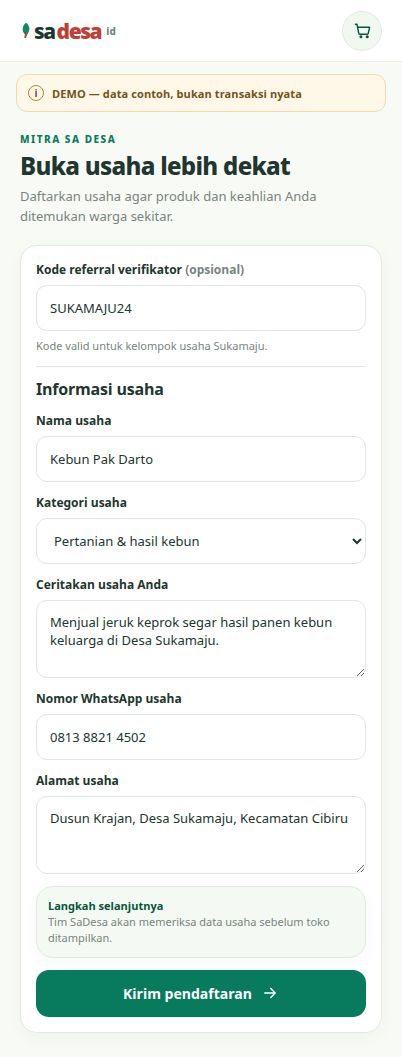 sadesa id
DEMO — data contoh, bukan transaksi nyata
MITRA SA DESA
Buka usaha lebih dekat
Daftarkan usaha agar produk dan keahlian Anda
ditemukan warga sekitar.
Kode referral verifikator (opsional)
SUKAMAJU24
Kode valid untuk kelompok usaha Sukamaju.
Informasi usaha
Nama usaha
Kebun Pak Darto
Kategori usaha
Pertanian & hasil kebun
Ceritakan usaha Anda
Menjual jeruk keprok segar hasil panen kebun
keluarga di Desa Sukamaju.
Nomor WhatsApp usaha
0813 8821 4502
Alamat usaha
Dusun Krajan, Desa Sukamaju, Kecamatan Cibiru
Langkah selanjutnya
Tim SaDesa akan memeriksa data usaha sebelum toko
ditampilkan.
Kirim pendaftaran →